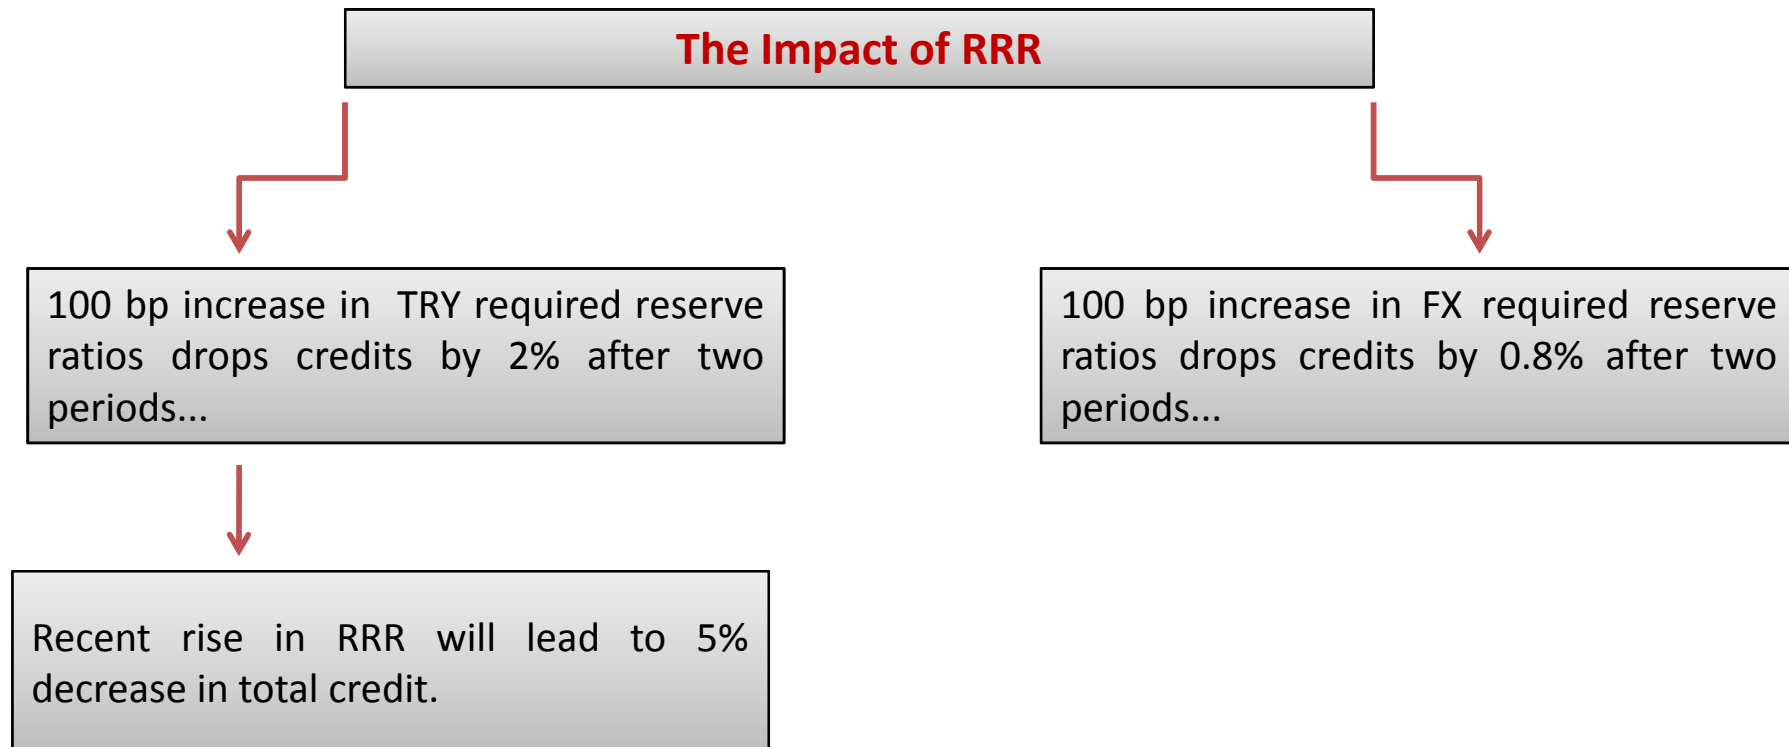 The Impact of RRR
100 bp increase in TRY required reserve
ratios drops credits by 2% after two
periods...
100 bp increase in FX required reserve
ratios drops credits by 0.8% after two
periods...
Recent rise in RRR will lead to 5%
decrease in total credit.